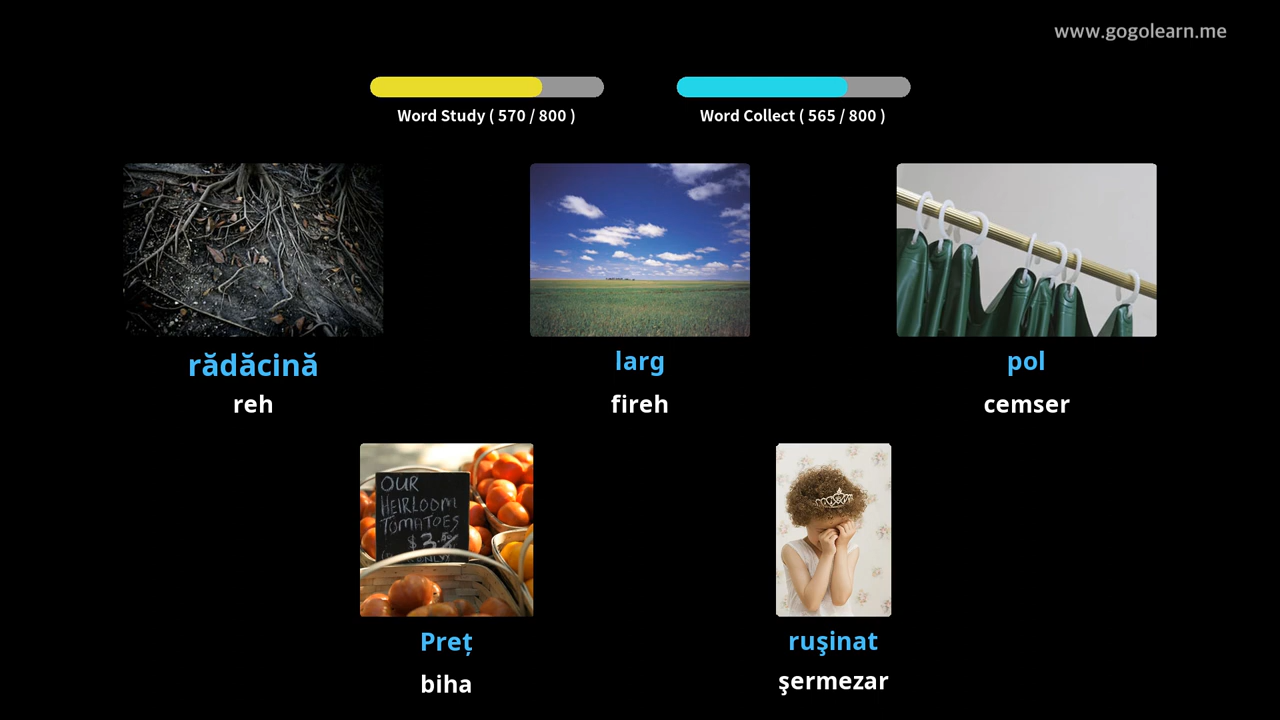 www.gogolearn.me
Word Study ( 570 / 800 )
Word Collect ( 565 / 800 )
rădăcină
reh
larg
fireh
pol
cemser
OUR
HEIRLOOM
TOMATOES
Preț
biha
ruşinat
şermezar